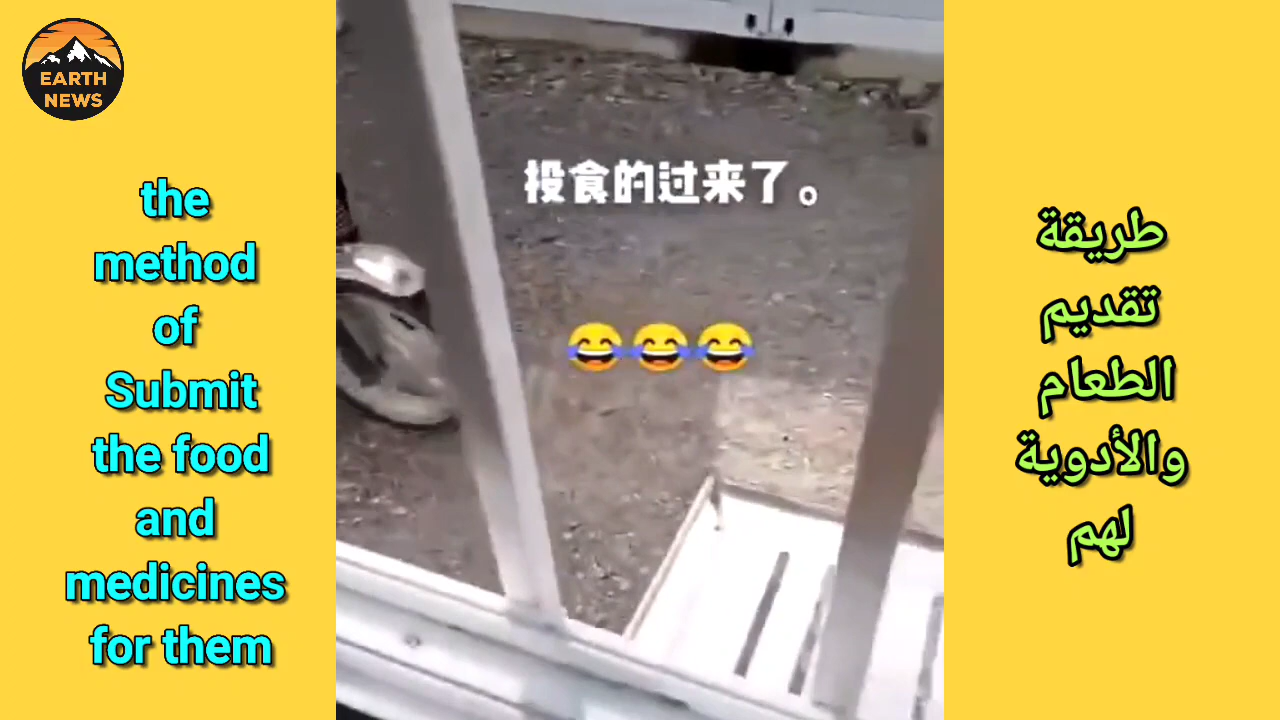 EARTH
NEWS
the
method
of
Submit
the food
and
medicines
for them
投食的过来了。
طريقة
تقديم
الطعام
والأدوية
لهم